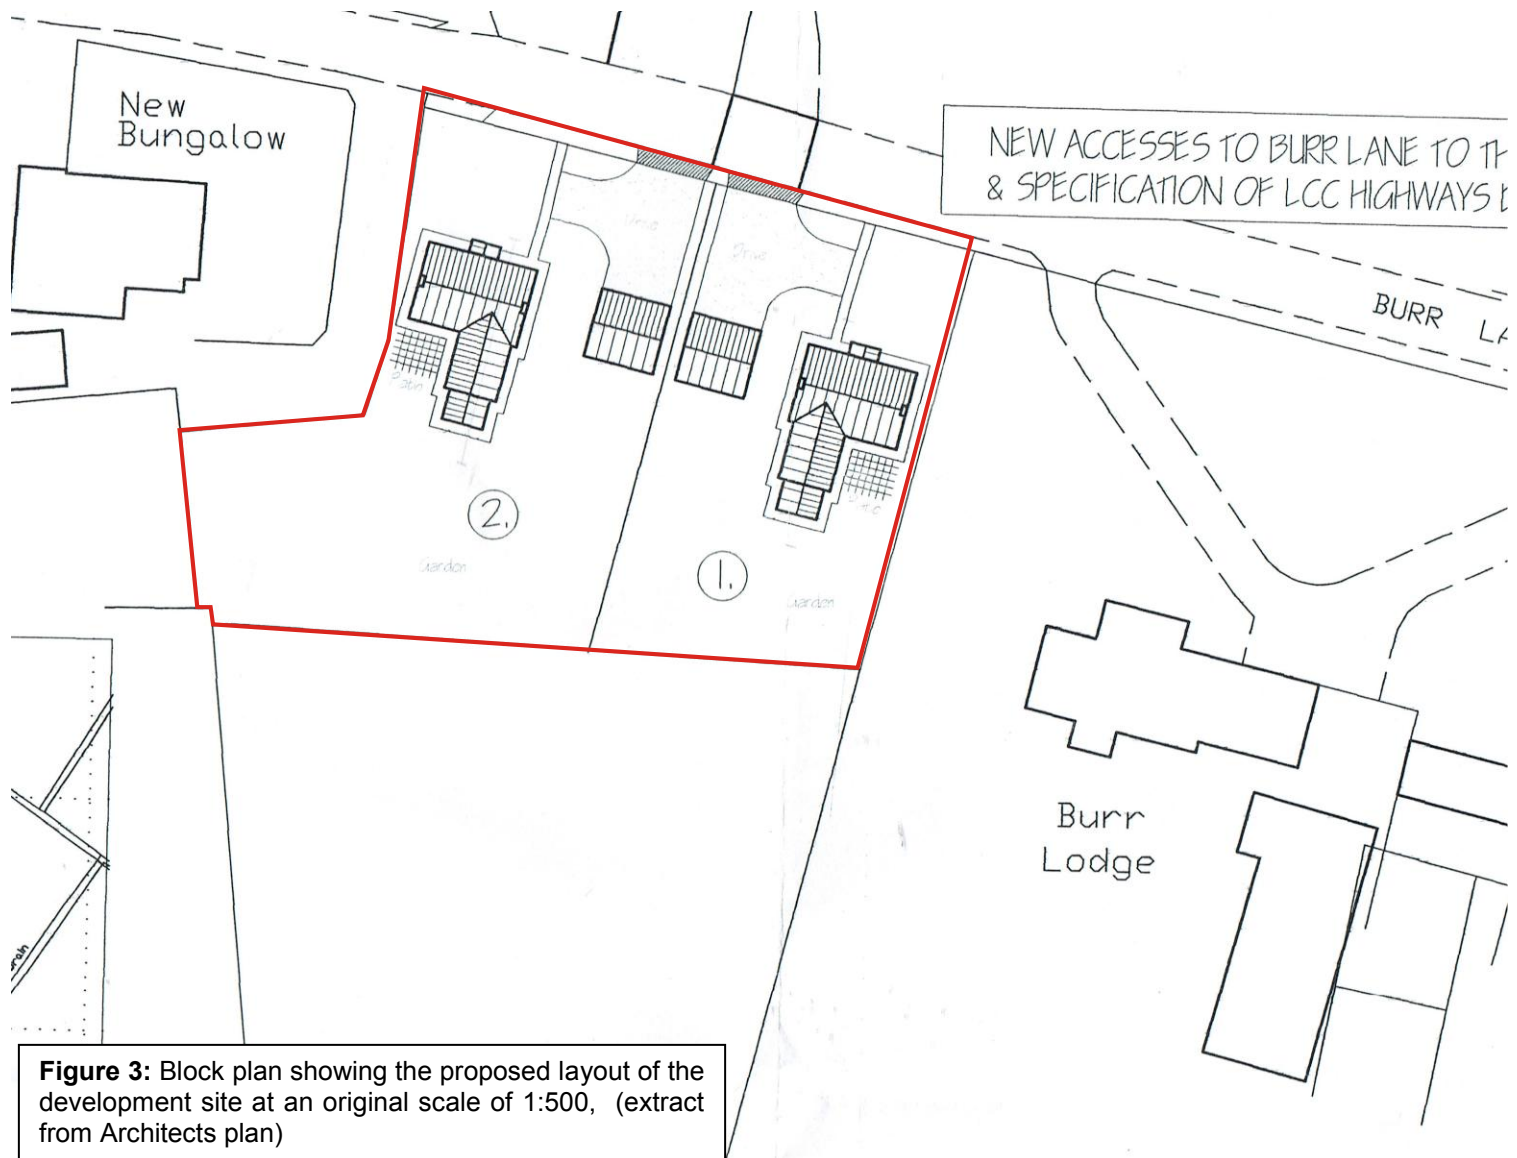 New
Bungalow
NEW ACCESSES TO BURR LANE TO TH
& SPECIFICATION OF LCC HIGHWAYS D
Drive
Drive
BURR LA
Patio
2.
Patio
Garden
1.
Garden
Burr
Lodge
Drain
Figure 3: Block plan showing the proposed layout of the
development site at an original scale of 1:500, (extract
from Architects plan)